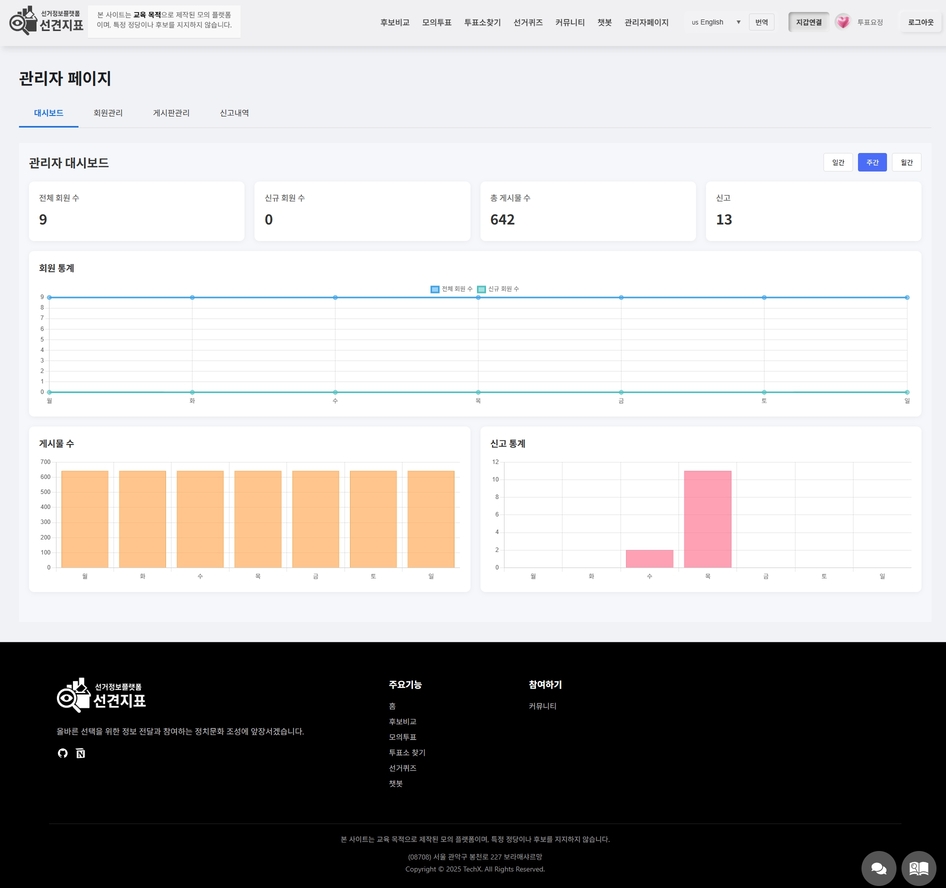 선거정보플랫폼
선견지표
본 사이트는 교육 목적으로 제작된 모의 플랫폼
이며, 특정 정당이나 후보를 지지하지 않습니다.
후보비교 모의투표 투표소찾기 선거퀴즈 커뮤니티 챗봇 관리자페이지
us English ▼ 번역 지갑연결 투표요정 로그아웃
관리자 페이지
대시보드 회원관리 게시판관리 신고내역
관리자 대시보드
일간 주간 월간
전체 회원 수 신규 회원 수 총 게시물 수 신고
9 0 642 13
회원 통계
전체 회원 수 신규 회원 수
9
8
7
6
5
4
3
2
1
0
월 화 수 목 금 토 일
게시물 수
700
600
500
400
300
200
100
0
월 화 수 목 금 토 일
신고 통계
12
10
8
6
4
2
0
월 화 수 목 금 토 일
선거정보플랫폼
선견지표
올바른 선택을 위한 정보 전달과 참여하는 정치문화 조성에 앞장서겠습니다.
주요기능
홈
후보비교
모의투표
투표소 찾기
선거퀴즈
챗봇
참여하기
커뮤니티
본 사이트는 교육 목적으로 제작된 모의 플랫폼이며, 특정 정당이나 후보를 지지하지 않습니다.
(08708) 서울 관악구 봉천로 227 보라매샤르망
Copyright © 2025 TechX. All Rights Reserved.